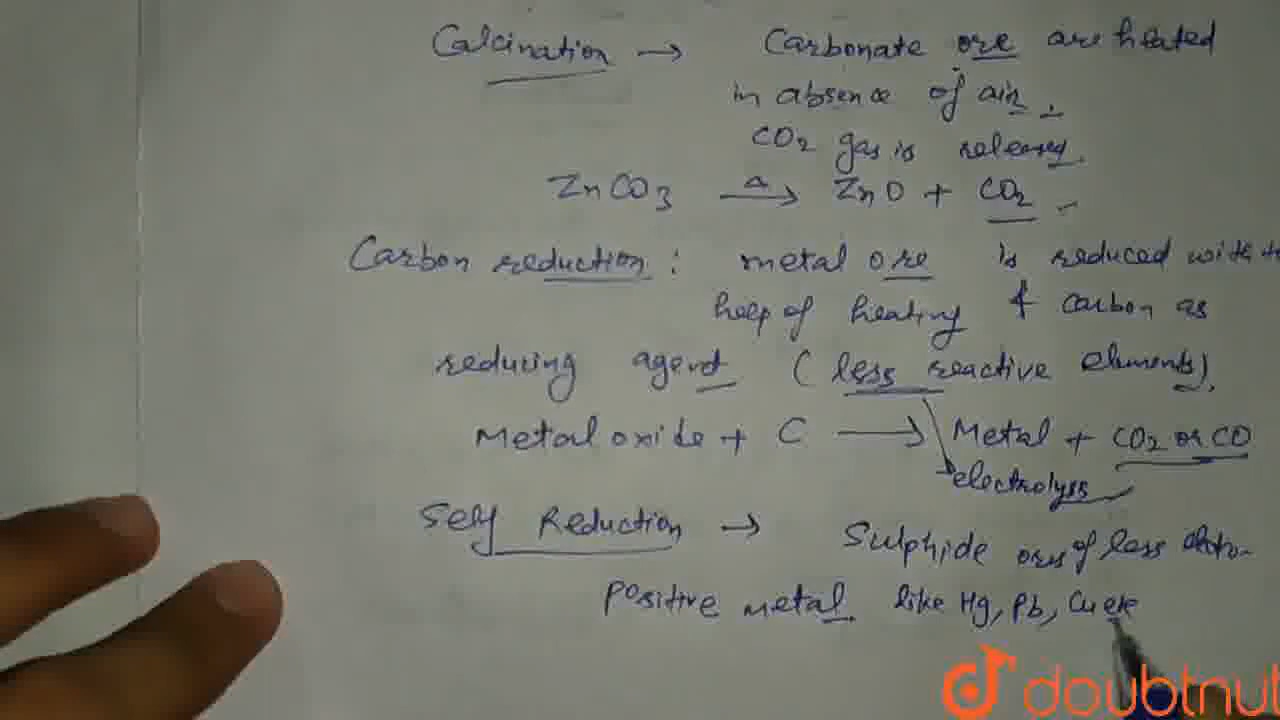 Calcination → Carbonate ore are heated
in absence of air.
CO2 gas is released.
ZnCO3 Δ→ ZnO + CO2
Carbon reduction : metal ore is reduced with
help of heating & carbon as
reducing agent (less reactive elements).
Metal oxide + C → Metal + CO2 or CO
electrolysis
Self Reduction → Sulphide ores of less
positive metal like Hg, Pb, Cu etc
doubtnut